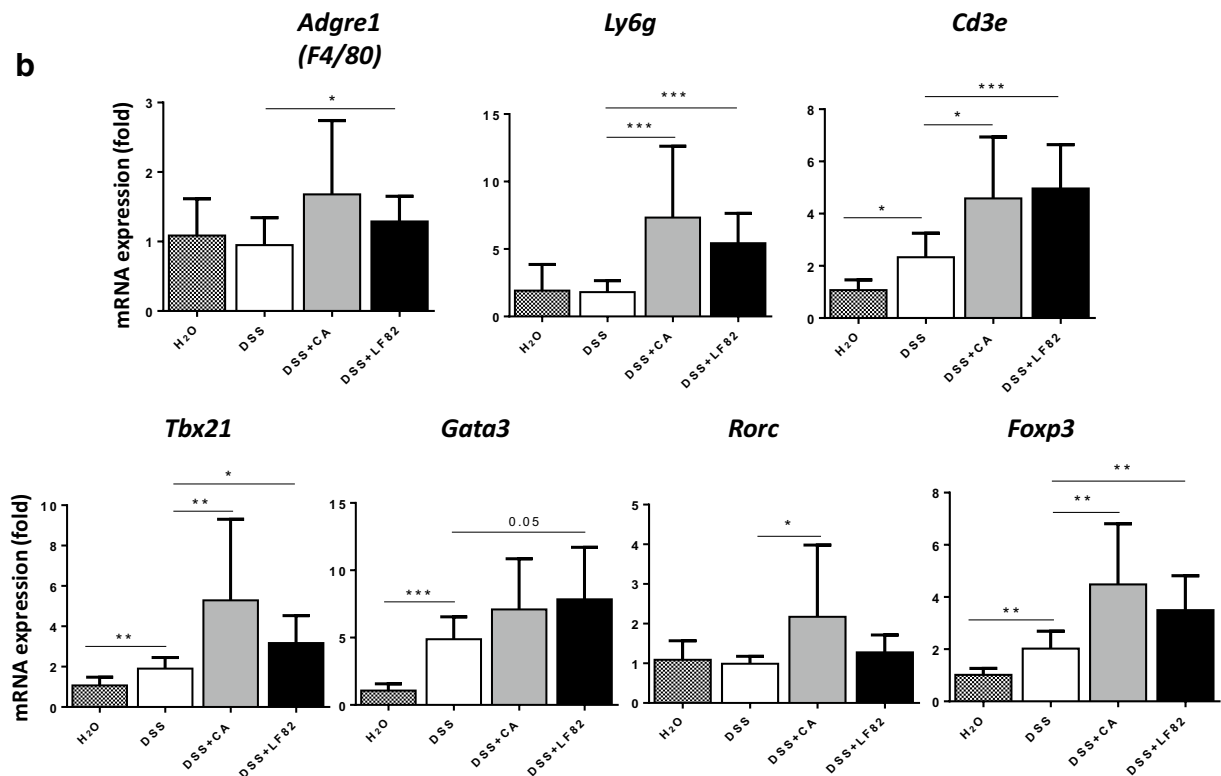 b
Adgre1
(F4/80)
mRNA expression (fold)
3
2
1
0
*
H₂O
DSS
DSS+CA
DSS+LF82
Ly6g
15
10
5
0
***
***
H₂O
DSS
DSS+CA
DSS+LF82
Cd3e
8
6
4
2
0
***
*
*
H₂O
DSS
DSS+CA
DSS+LF82
Tbx21
mRNA expression (fold)
10
8
6
4
2
0
*
**
**
H₂O
DSS
DSS+CA
DSS+LF82
Gata3
15
10
5
0
0.05
***
H₂O
DSS
DSS+CA
DSS+LF82
Rorc
5
4
3
2
1
0
*
H₂O
DSS
DSS+CA
DSS+LF82
Foxp3
8
6
4
2
0
**
**
**
H₂O
DSS
DSS+CA
DSS+LF82